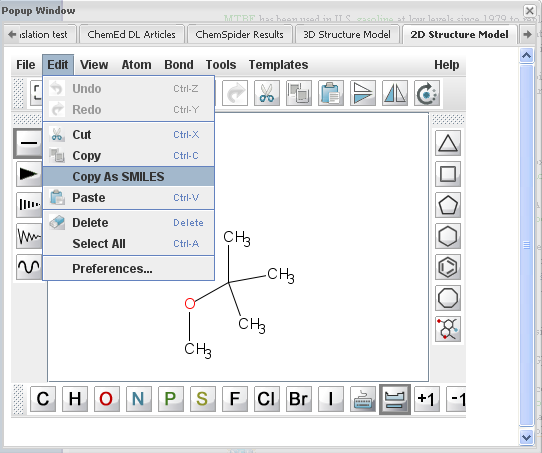 Popup Window
MTBE has been used in U.S. gasoline at low levels since 1979 to
nslation test ChemEd DL Articles ChemSpider Results 3D Structure Model 2D Structure Model
File Edit View Atom Bond Tools Templates Help
Undo Ctrl-Z
Redo Ctrl-Y
Cut Ctrl-X
Copy Ctrl-C
Copy As SMILES
Paste Ctrl-V
Delete Delete
Select All Ctrl-A
Preferences...
CH3
CH3
O
CH3
CH3
C H O N P S F Cl Br I +1 -1